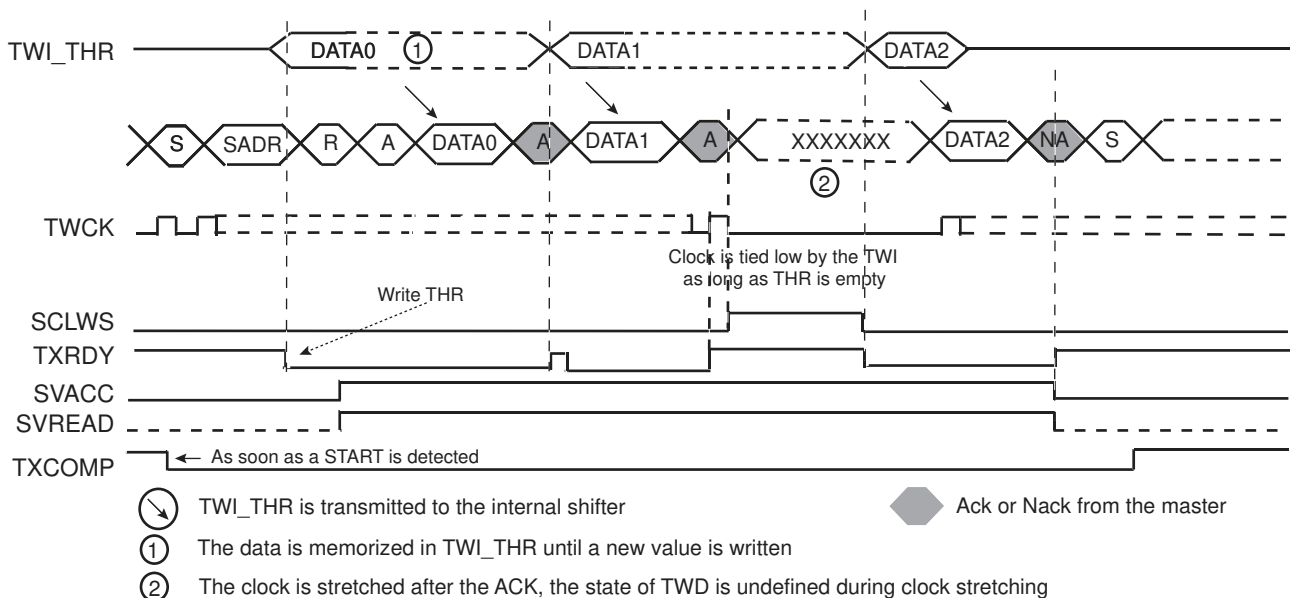 TWI_THR DATA0 1 DATA1 DATA2
S SADR R A DATA0 A DATA1 A XXXXXXX DATA2 NA S
2
TWCK
Clock is tied low by the TWI
as long as THR is empty
Write THR
SCLWS
TXRDY
SVACC
SVREAD
TXCOMP As soon as a START is detected
TWI_THR is transmitted to the internal shifter Ack or Nack from the master
1 The data is memorized in TWI_THR until a new value is written
2 The clock is stretched after the ACK, the state of TWD is undefined during clock stretching